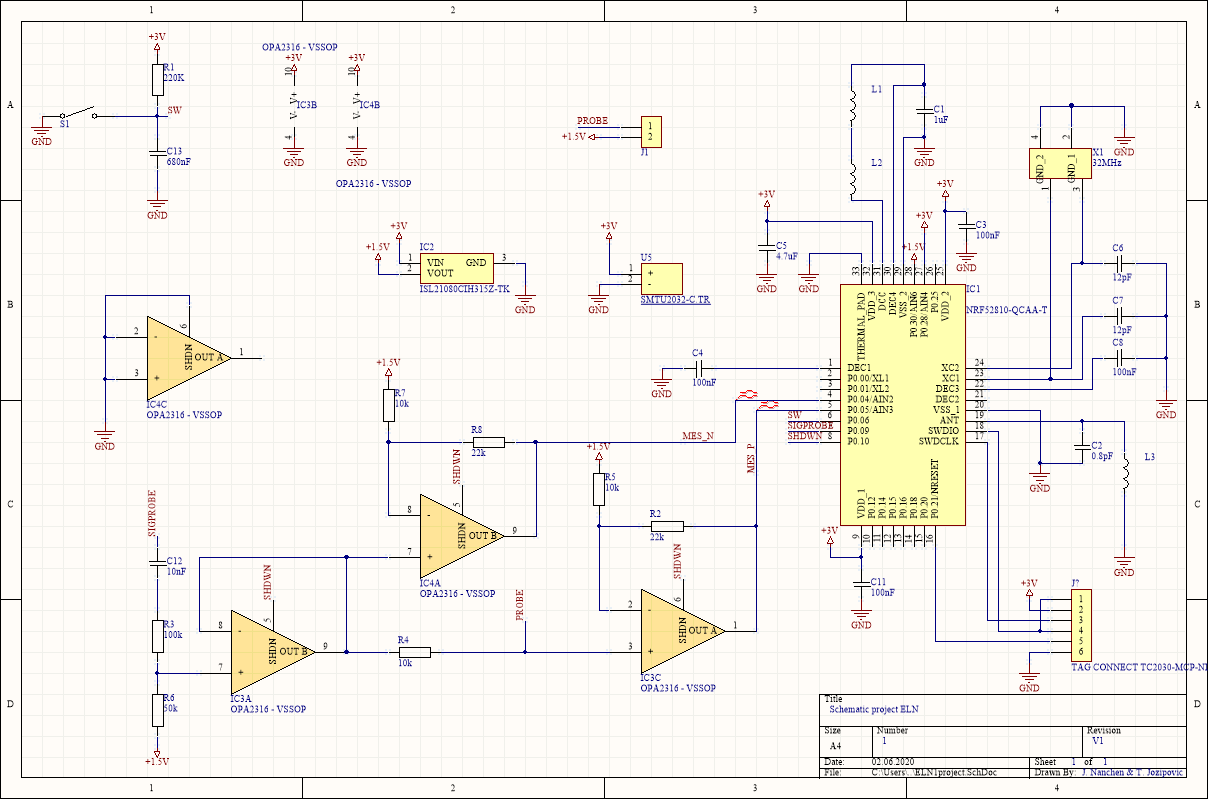 1 2 3 4
A A
B B
C C
D D
1 2 3 4
+3V
R1
220K
SW
S1
GND
C13
680nF
GND
OPA2316 - VSSOP
+3V +3V
10 10
V- V+ IC3B V- V+ IC4B
4 4
GND GND
OPA2316 - VSSOP
PROBE 1
+1.5V 2
J1
L1
L2
C1
1uF
GND
4 2
GND
GND_2 GND_1
X1
32MHz
1 3
+3V
C5
4.7uF
GND GND
+3V
+3V
C3
100nF
GND
+1.5V
+3V
+1.5V
IC2
1 VIN GND 3
2 VOUT
ISL21080CIH315Z-TK
GND
+3V
U5
1 +
2 -
SMTU2032-C.TR
GND
C6
12pF
C7
12pF
C8
100nF
GND
33 32 31 30 29 28 27 26 25
THERMAL_PAD VDD_3 DCC DEC4 VSS_2 P0.30/AIN6 P0.28/AIN4 P0.25 VDD_2
IC1
NRF52810-QCAA-T
C4
100nF
GND
1 DEC1
2 P0.00/XL1
3 P0.01/XL2
4 P0.04/AIN2
5 P0.05/AIN3
SW 6 P0.06
SIGPROBE 7 P0.09
SHDWN 8 P0.10
XC2 24
XC1 23
DEC3 22
DEC2 21
VSS_1 20
ANT 19
SWDIO 18
SWDCLK 17
VDD_1 P0.12 P0.14 P0.15 P0.16 P0.18 P0.20 P0.21/NRESET
9 10 11 12 13 14 15 16
C2
0.8pF
GND
L3
GND
+3V
C11
100nF
GND
6
2 -
SHDN OUT A 1
3 +
IC4C
OPA2316 - VSSOP
GND
+1.5V
R7
10k
R8
22k
MES_N
MES_P
SHDWN
5
8 -
SHDN OUT B 9
7 +
IC4A
OPA2316 - VSSOP
+1.5V
R5
10k
R2
22k
SHDWN
6
2 -
SHDN OUT A 1
3 +
IC3C
OPA2316 - VSSOP
SIGPROBE
C12
10nF
R3
100k
R6
50k
+1.5V
SHDWN
5
8 -
SHDN OUT B 9
7 +
IC3A
OPA2316 - VSSOP
R4
10k
PROBE
+3V
J?
1
2
3
4
5
6
GND
TAG CONNECT TC2030-MCP-NL
Title
Schematic project ELN
Size Number Revision
A4 1 V1
Date: 02.06.2020 Sheet 1 of 1
File: C:\Users\..\ELN1project.SchDoc Drawn By: J. Nanchen & T. Jozipovic